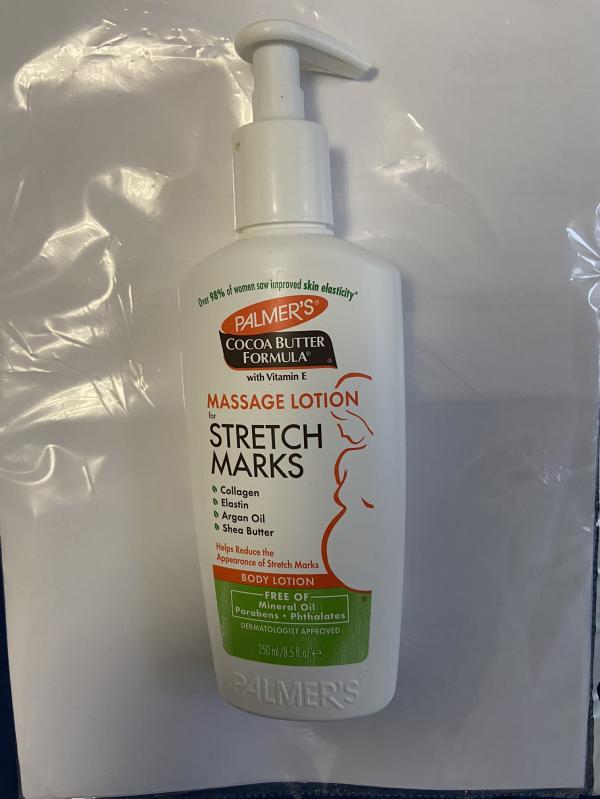 Over 98% of women saw improved skin elasticity*
PALMER'S®
COCOA BUTTER
FORMULA®
with Vitamin E
MASSAGE LOTION
for
STRETCH
MARKS
Collagen
Elastin
Argan Oil
Shea Butter
Helps Reduce the
Appearance of Stretch Marks
BODY LOTION
FREE OF
Mineral Oil
Parabens • Phthalates
DERMATOLOGIST APPROVED
250 ml/8.5 fl. oz ℮
PALMER'S